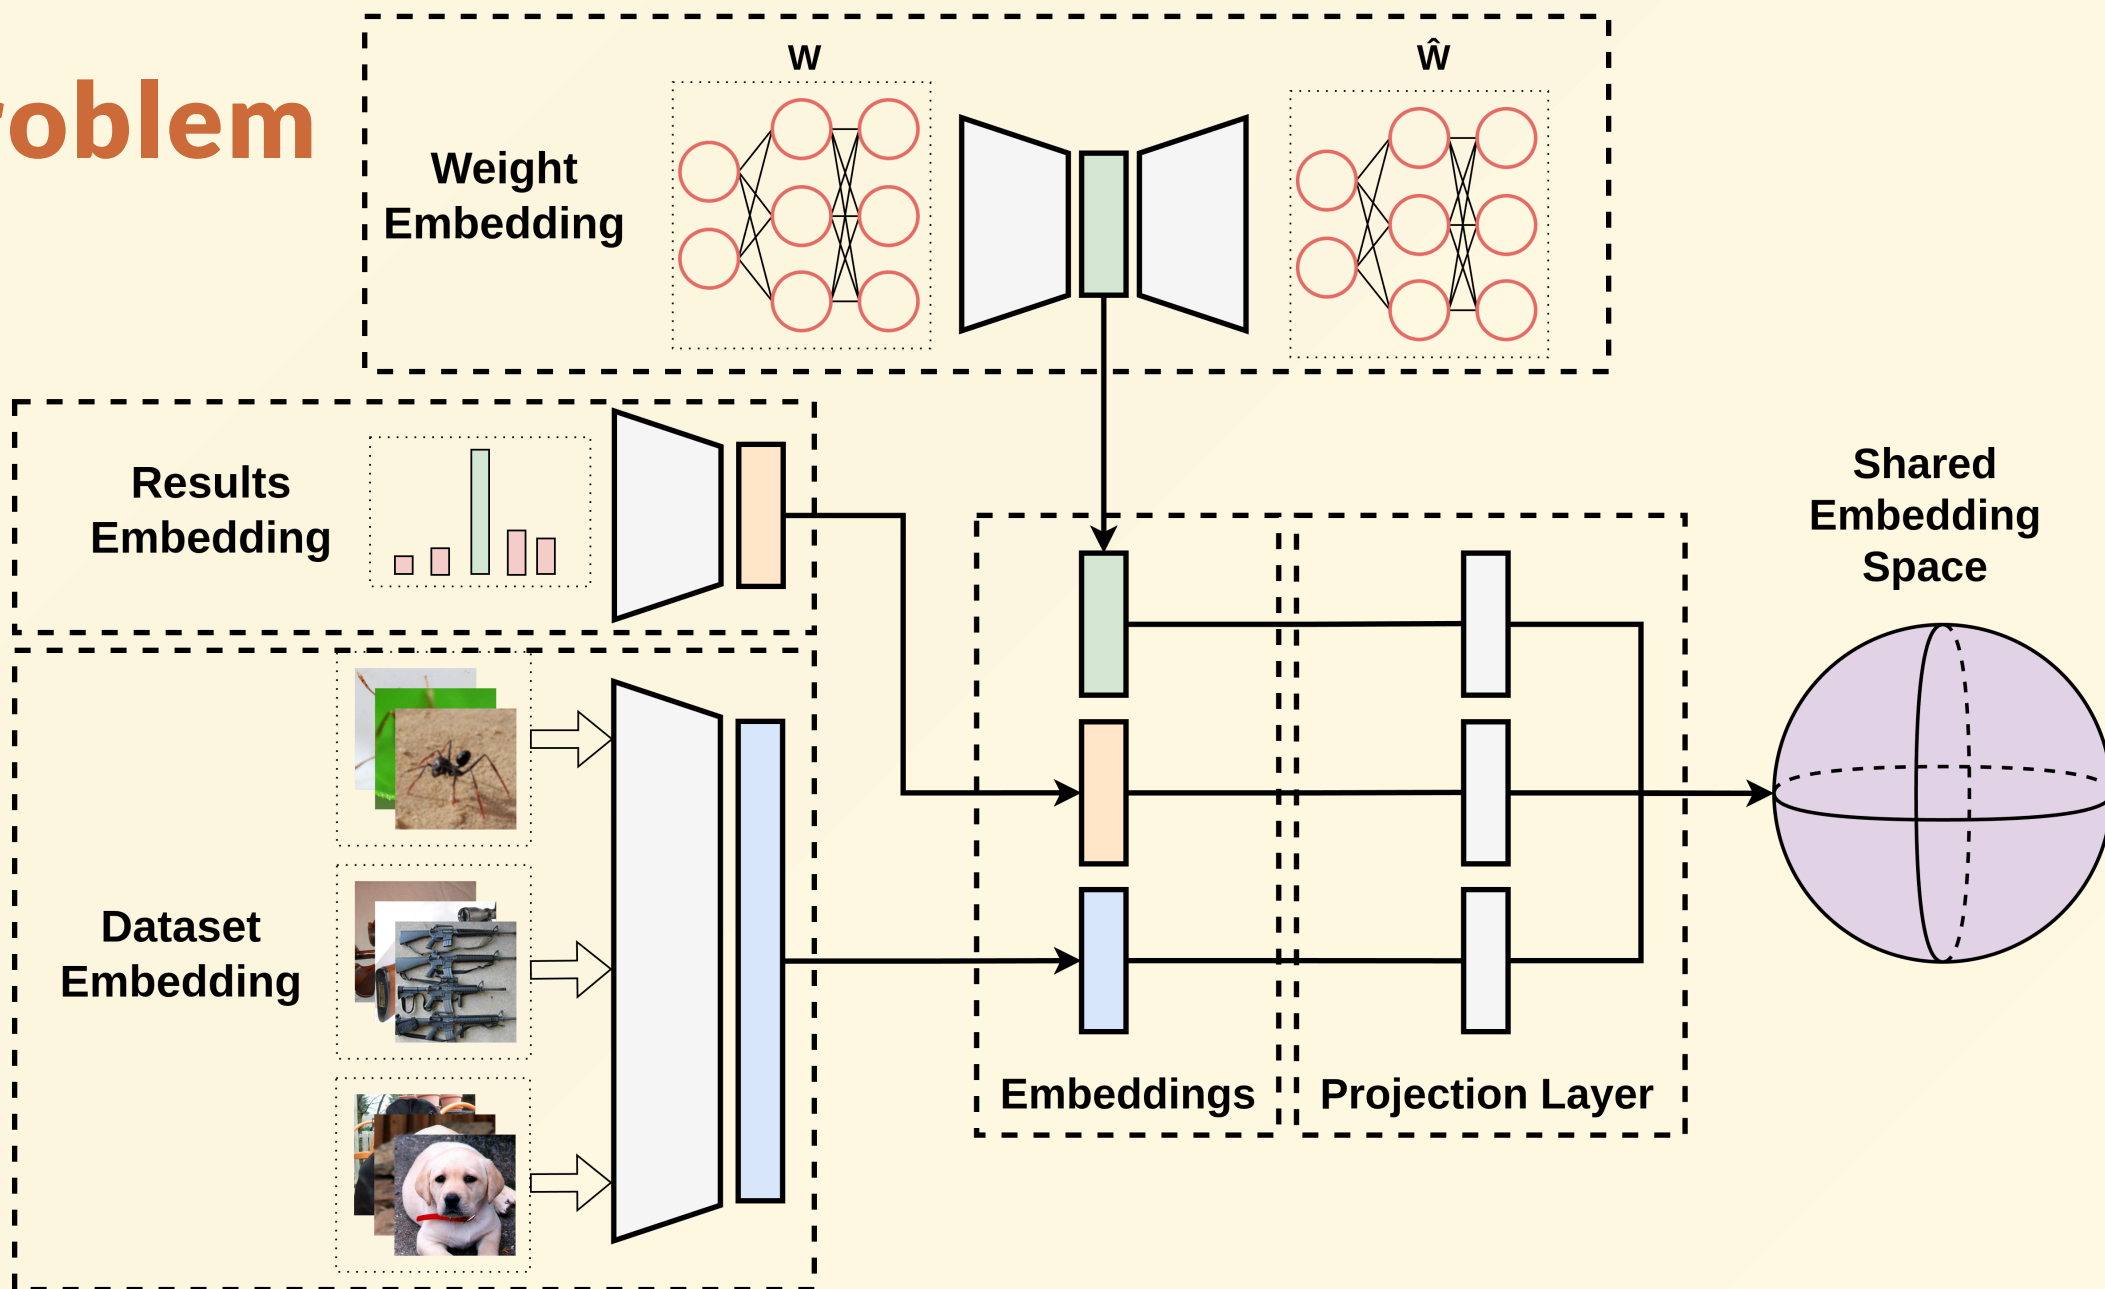 roblem
W
Ŵ
Weight
Embedding
Results
Embedding
Shared
Embedding
Space
Dataset
Embedding
Embeddings
Projection Layer